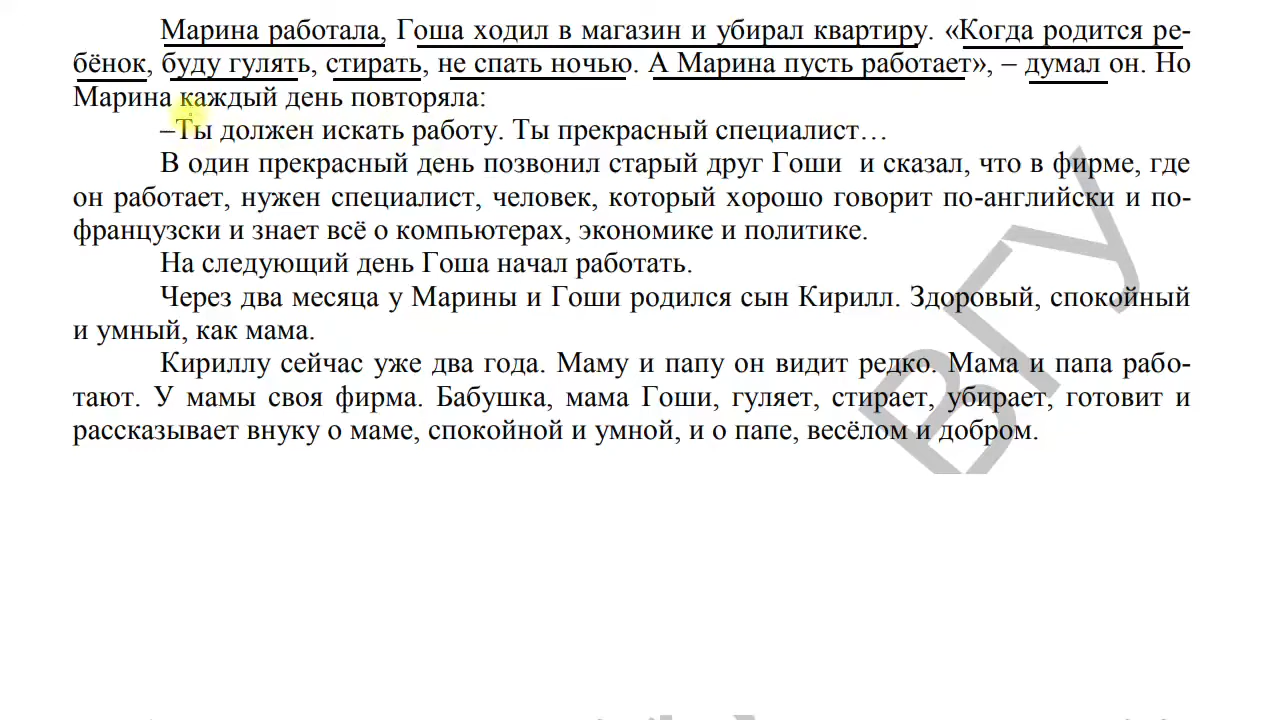 Марина работала, Гоша ходил в магазин и убирал квартиру. «Когда родится ре-
бёнок, буду гулять, стирать, не спать ночью. А Марина пусть работает», – думал он. Но
Марина каждый день повторяла:
–Ты должен искать работу. Ты прекрасный специалист…
В один прекрасный день позвонил старый друг Гоши и сказал, что в фирме, где
он работает, нужен специалист, человек, который хорошо говорит по-английски и по-
французски и знает всё о компьютерах, экономике и политике.
На следующий день Гоша начал работать.
Через два месяца у Марины и Гоши родился сын Кирилл. Здоровый, спокойный
и умный, как мама.
Кириллу сейчас уже два года. Маму и папу он видит редко. Мама и папа рабо-
тают. У мамы своя фирма. Бабушка, мама Гоши, гуляет, стирает, убирает, готовит и
рассказывает внуку о маме, спокойной и умной, и о папе, весёлом и добром.
ВГУ